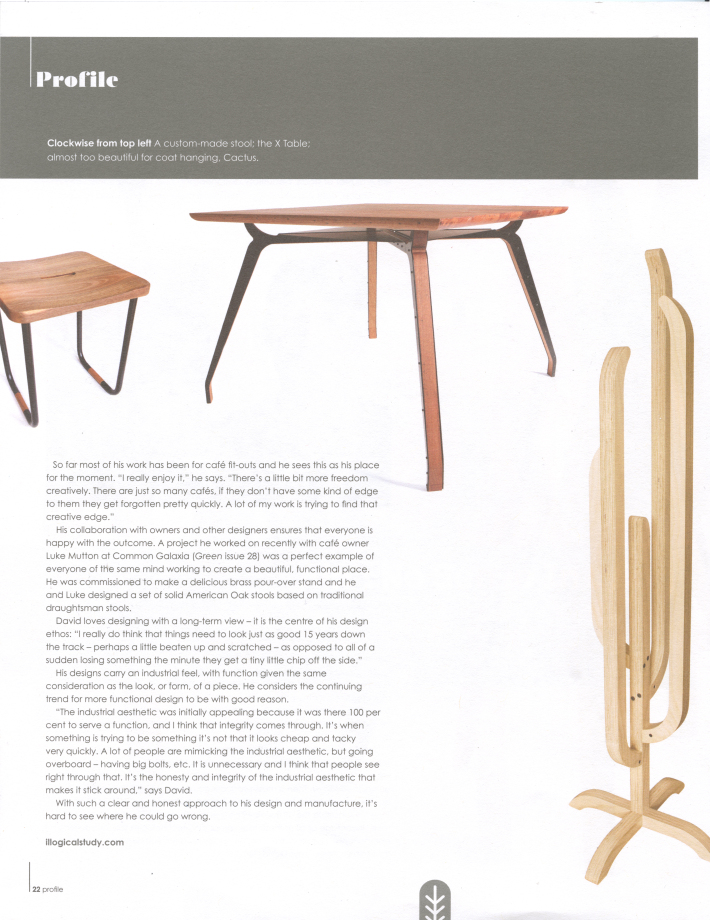 Profile
Clockwise from top left A custom-made stool; the X Table;
almost too beautiful for coat hanging, Cactus.
So far most of his work has been for café fit-outs and he sees this as his place
for the moment. “I really enjoy it,” he says. “There’s a little bit more freedom
creatively. There are just so many cafés, if they don’t have some kind of edge
to them they get forgotten pretty quickly. A lot of my work is trying to find that
creative edge.”
His collaboration with owners and other designers ensures that everyone is
happy with the outcome. A project he worked on recently with café owner
Luke Mutton at Common Galaxia (Green issue 28) was a perfect example of
everyone of the same mind working to create a beautiful, functional place.
He was commissioned to make a delicious brass pour-over stand and he
and Luke designed a set of solid American Oak stools based on traditional
draughtsman stools.
David loves designing with a long-term view – it is the centre of his design
ethos: “I really do think that things need to look just as good 15 years down
the track – perhaps a little beaten up and scratched – as opposed to all of a
sudden losing something the minute they get a tiny little chip off the side.”
His designs carry an industrial feel, with function given the same
consideration as the look, or form, of a piece. He considers the continuing
trend for more functional design to be with good reason.
“The industrial aesthetic was initially appealing because it was there 100 per
cent to serve a function, and I think that integrity comes through. It’s when
something is trying to be something it’s not that it looks cheap and tacky
very quickly. A lot of people are mimicking the industrial aesthetic, but going
overboard – having big bolts, etc. It is unnecessary and I think that people see
right through that. It’s the honesty and integrity of the industrial aesthetic that
makes it stick around,” says David.
With such a clear and honest approach to his design and manufacture, it’s
hard to see where he could go wrong.
illogicalstudy.com
22 profile